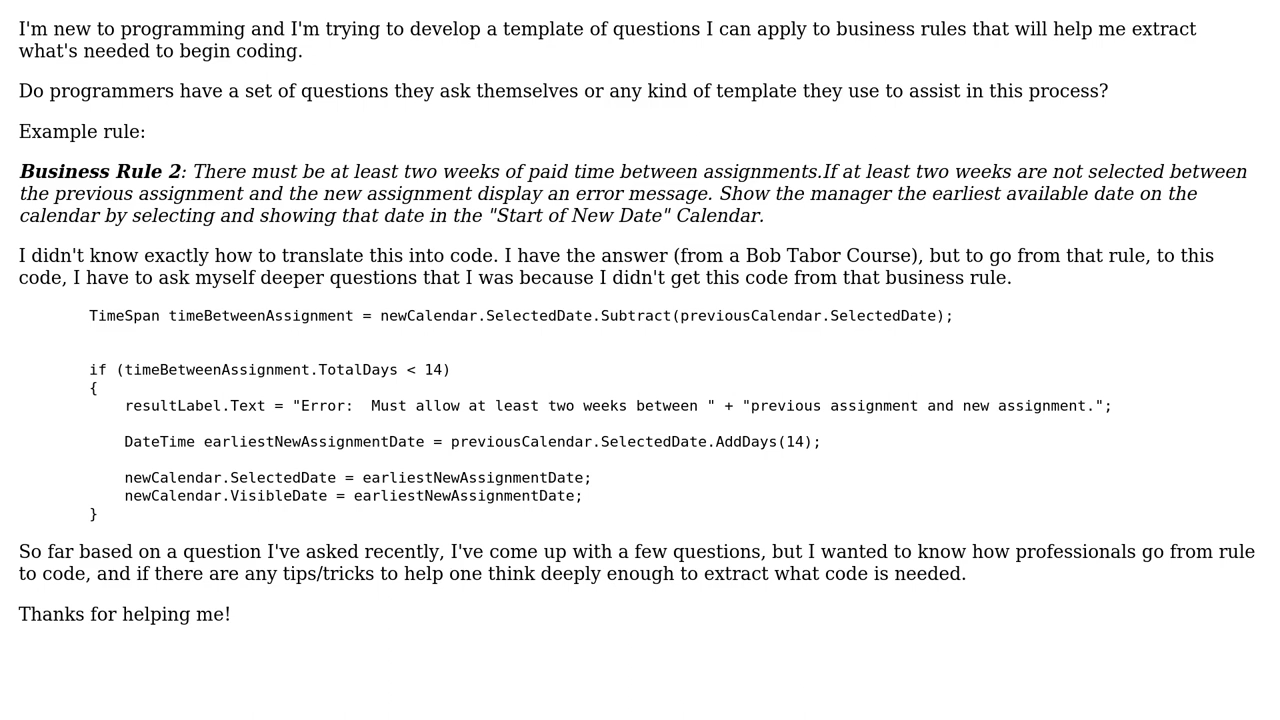 I'm new to programming and I'm trying to develop a template of questions I can apply to business rules that will help me extract
what's needed to begin coding.
Do programmers have a set of questions they ask themselves or any kind of template they use to assist in this process?
Example rule:
Business Rule 2: There must be at least two weeks of paid time between assignments.If at least two weeks are not selected between
the previous assignment and the new assignment display an error message. Show the manager the earliest available date on the
calendar by selecting and showing that date in the "Start of New Date" Calendar.
I didn't know exactly how to translate this into code. I have the answer (from a Bob Tabor Course), but to go from that rule, to this
code, I have to ask myself deeper questions that I was because I didn't get this code from that business rule.
TimeSpan timeBetweenAssignment = newCalendar.SelectedDate.Subtract(previousCalendar.SelectedDate);
if (timeBetweenAssignment.TotalDays < 14)
{
resultLabel.Text = "Error:  Must allow at least two weeks between " + "previous assignment and new assignment.";
DateTime earliestNewAssignmentDate = previousCalendar.SelectedDate.AddDays(14);
newCalendar.SelectedDate = earliestNewAssignmentDate;
newCalendar.VisibleDate = earliestNewAssignmentDate;
}
So far based on a question I've asked recently, I've come up with a few questions, but I wanted to know how professionals go from rule
to code, and if there are any tips/tricks to help one think deeply enough to extract what code is needed.
Thanks for helping me!